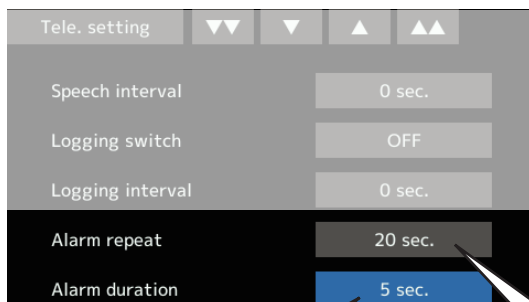 Tele. setting ▼▼ ▼ ▲ ▲▲
Speech interval 0 sec.
Logging switch OFF
Logging interval 0 sec.
Alarm repeat 20 sec.
Alarm duration 5 sec.